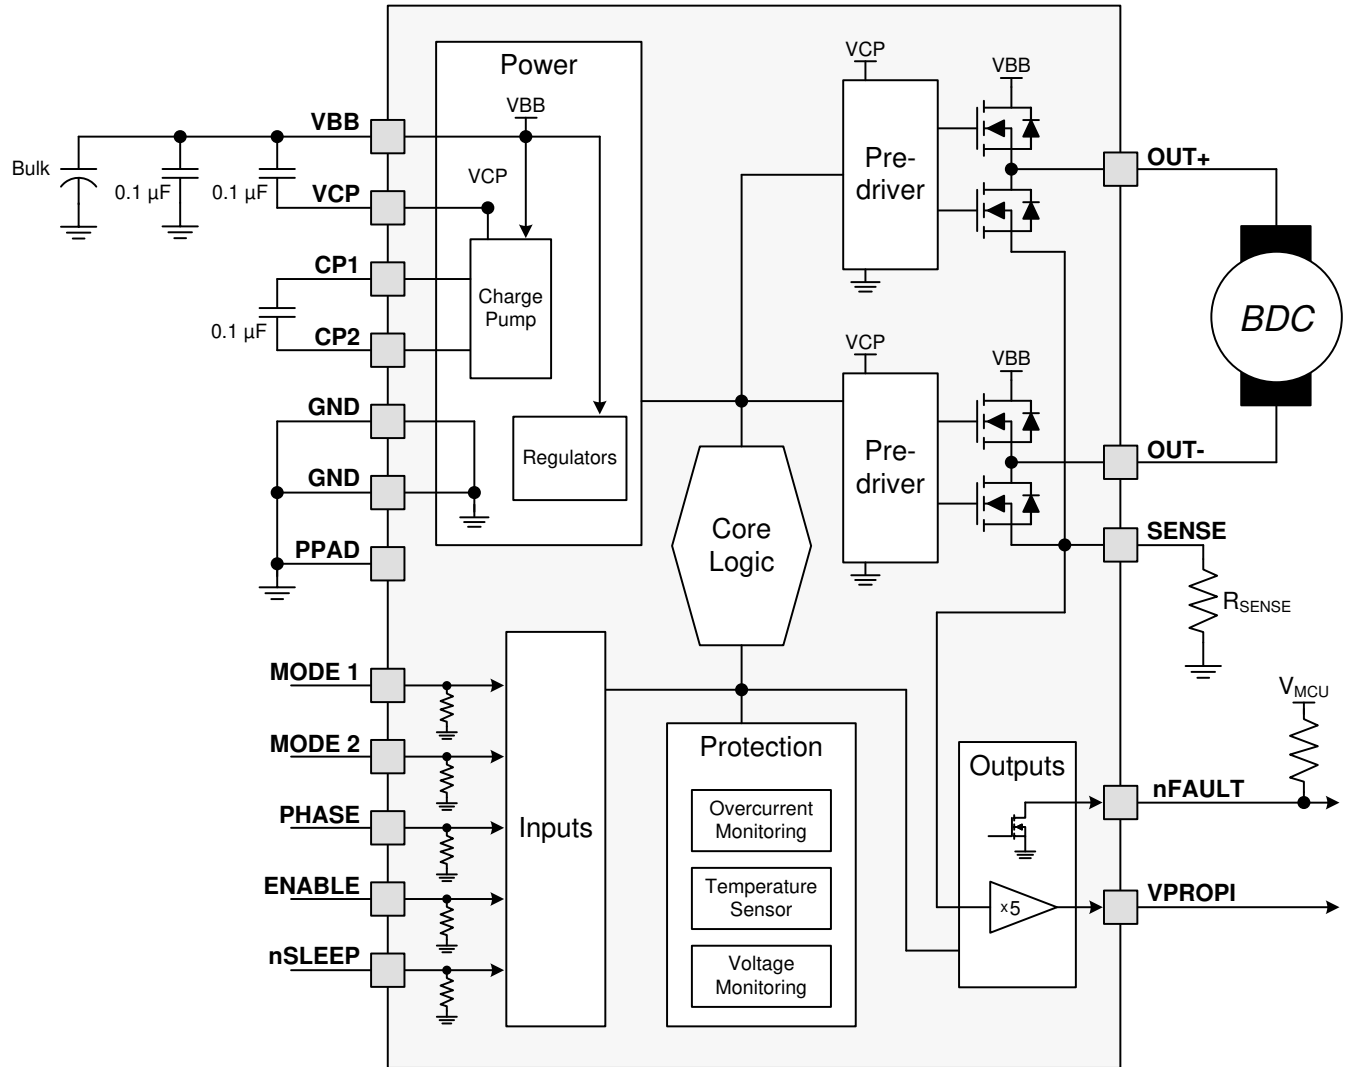 Power
VBB
VCP
Charge
Pump
Regulators
VBB
VCP
CP1
CP2
GND
GND
PPAD
Bulk
0.1 µF
0.1 µF
0.1 µF
VCP
Pre-
driver
VBB
OUT+
BDC
VCP
Pre-
driver
VBB
OUT-
SENSE
RSENSE
Core
Logic
MODE 1
MODE 2
PHASE
ENABLE
nSLEEP
Inputs
Protection
Overcurrent
Monitoring
Temperature
Sensor
Voltage
Monitoring
Outputs
x5
VMCU
nFAULT
VPROPI